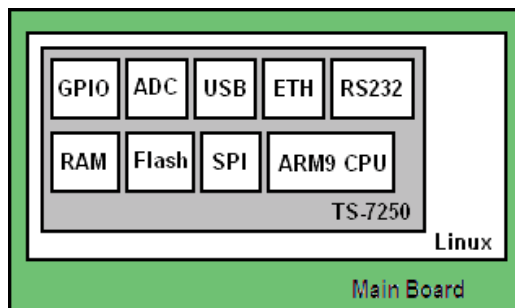 GPIO ADC USB ETH RS232
RAM Flash SPI ARM9 CPU
TS-7250
Linux
Main Board